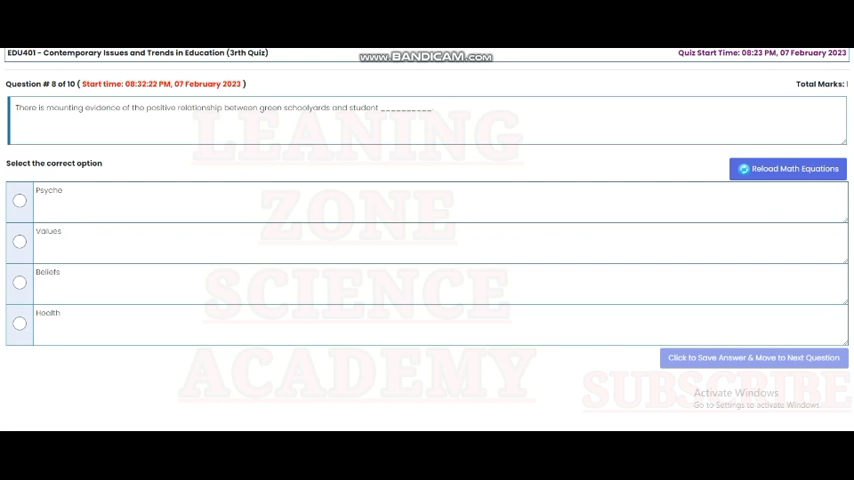 www.BANDICAM.com
EDU401 - Contemporary Issues and Trends in Education (3rth Quiz)
Quiz Start Time: 08:23 PM, 07 February 2023
Question # 8 of 10 ( Start time: 08:32:22 PM, 07 February 2023 )
Total Marks: 1
There is mounting evidence of the positive relationship between green schoolyards and student __________.
Select the correct option
Reload Math Equations
Psyche
Values
Beliefs
Health
Click to Save Answer & Move to Next Question
LEANING
ZONE
SCIENCE
ACADEMY
SUBSCRIBE
Activate Windows
Go to Settings to activate Windows.